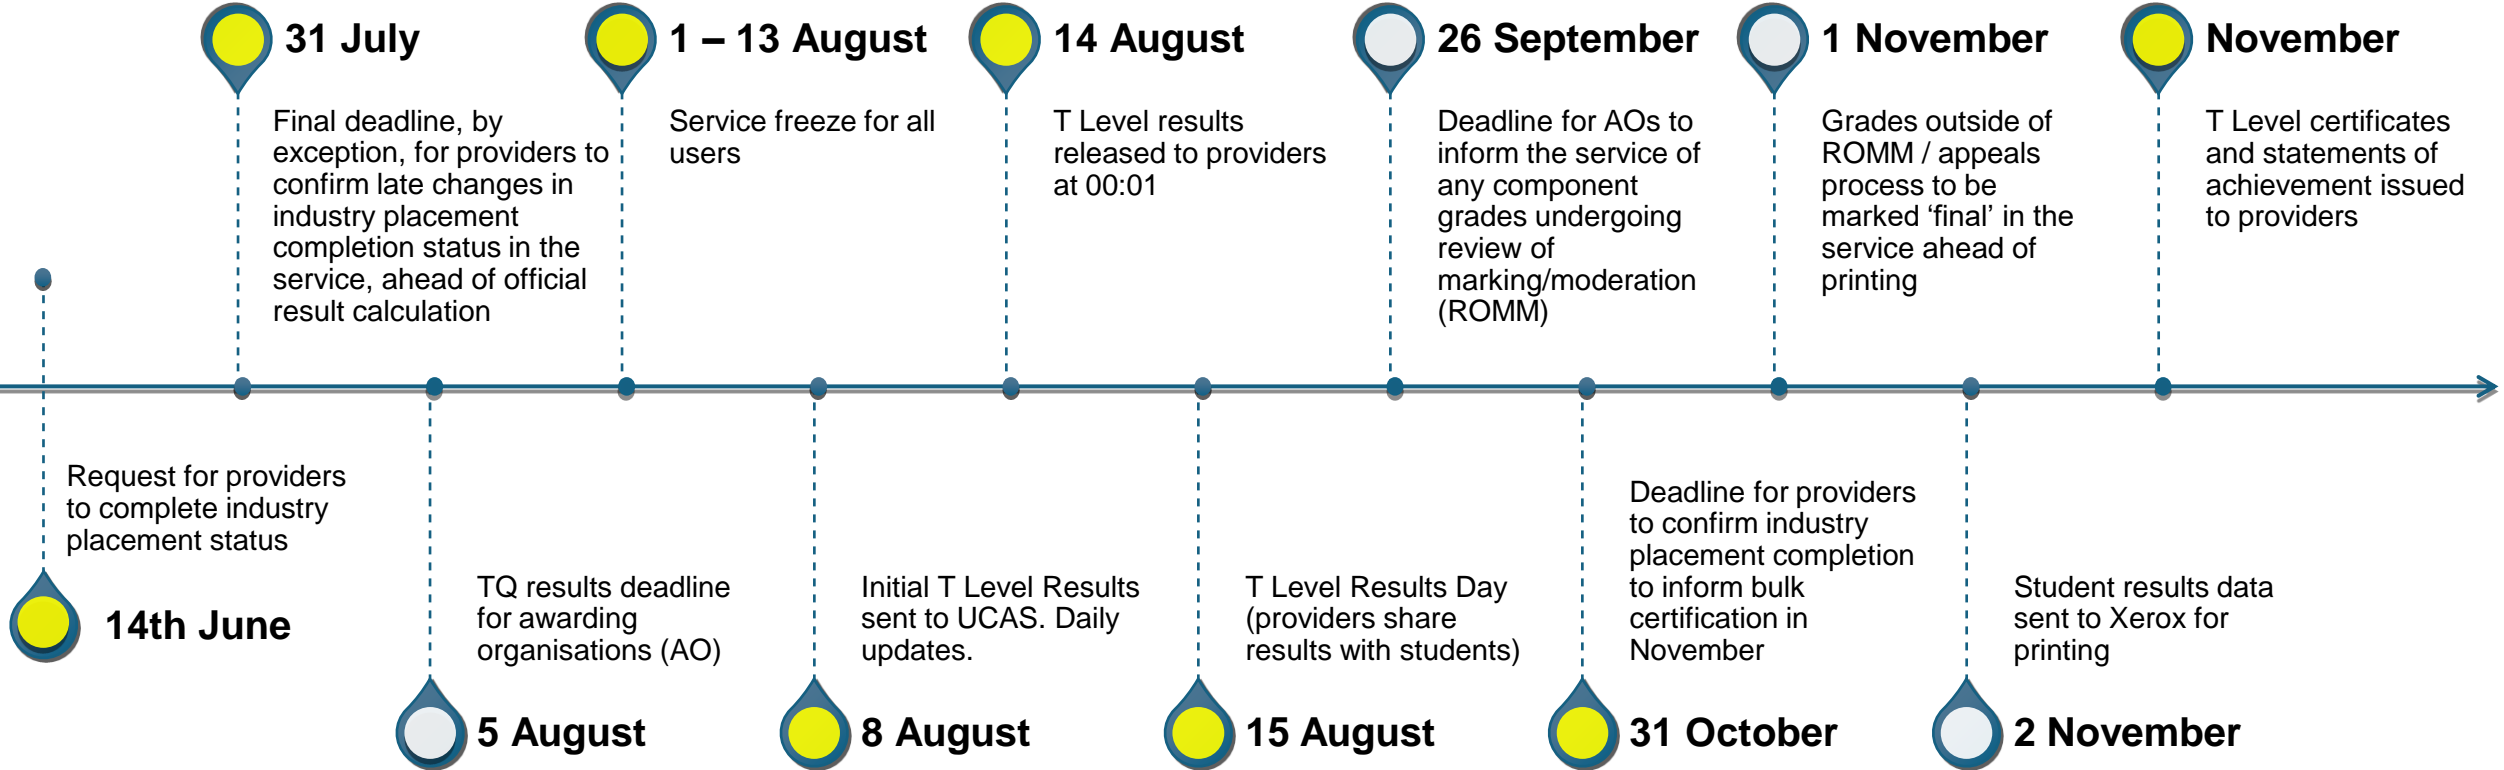 31 July
Final deadline, by
exception, for providers to
confirm late changes in
industry placement
completion status in the
service, ahead of official
result calculation
1 – 13 August
Service freeze for all
users
14 August
T Level results
released to providers
at 00:01
26 September
Deadline for AOs to
inform the service of
any component
grades undergoing
review of
marking/moderation
(ROMM)
1 November
Grades outside of
ROMM / appeals
process to be
marked ‘final’ in the
service ahead of
printing
November
T Level certificates
and statements of
achievement issued
to providers
Request for providers
to complete industry
placement status
14th June
TQ results deadline
for awarding
organisations (AO)
5 August
Initial T Level Results
sent to UCAS. Daily
updates.
8 August
T Level Results Day
(providers share
results with students)
15 August
Deadline for providers
to confirm industry
placement completion
to inform bulk
certification in
November
31 October
Student results data
sent to Xerox for
printing
2 November